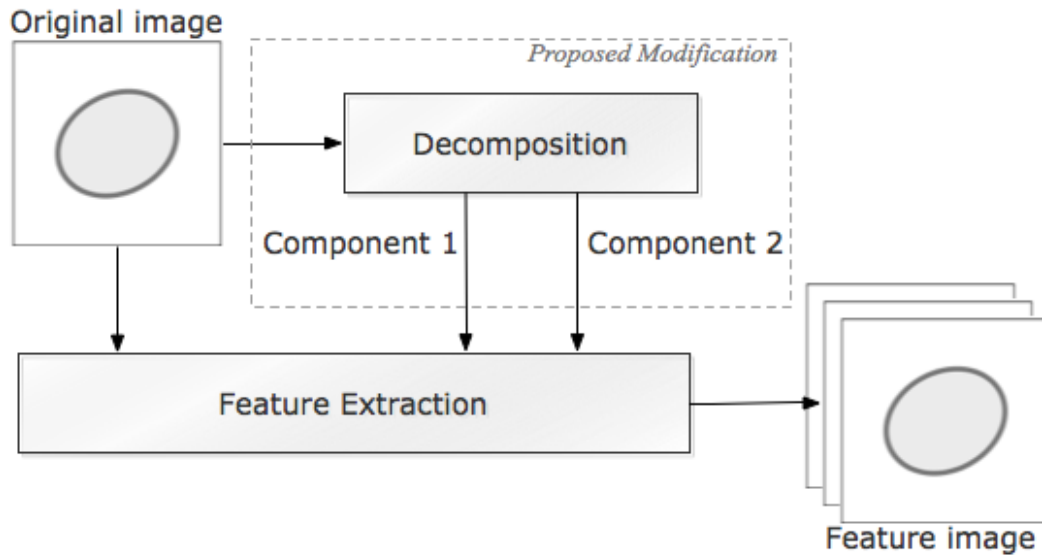 Original image
Proposed Modification
Decomposition
Component 1
Component 2
Feature Extraction
Feature image